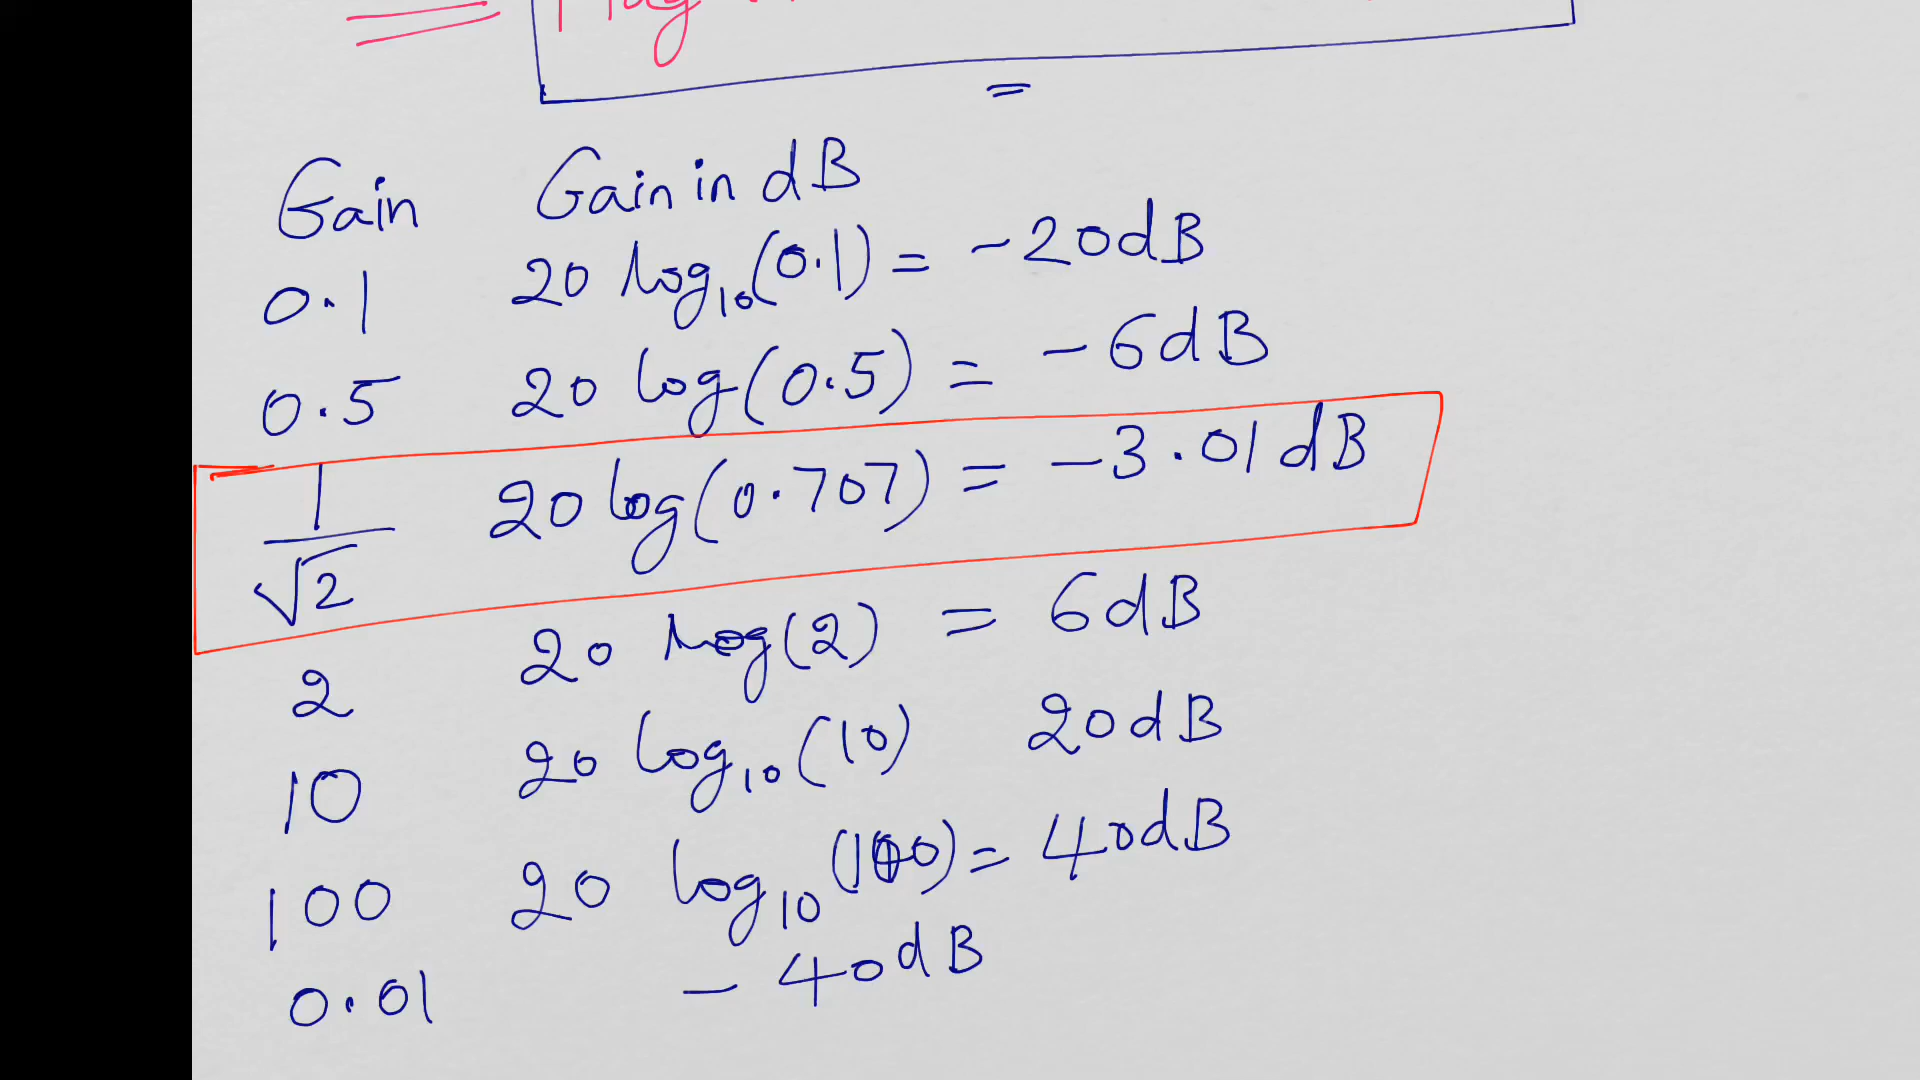 Mag
=
Gain Gain in dB
0.1 20 log₁₀(0.1) = -20dB
0.5 20 log(0.5) = -6dB
1/√2 20 log(0.707) = -3.01dB
2 20 log(2) = 6dB
10 20 log₁₀(10) 20dB
100 20 log₁₀(100) = 40dB
0.01 -40dB